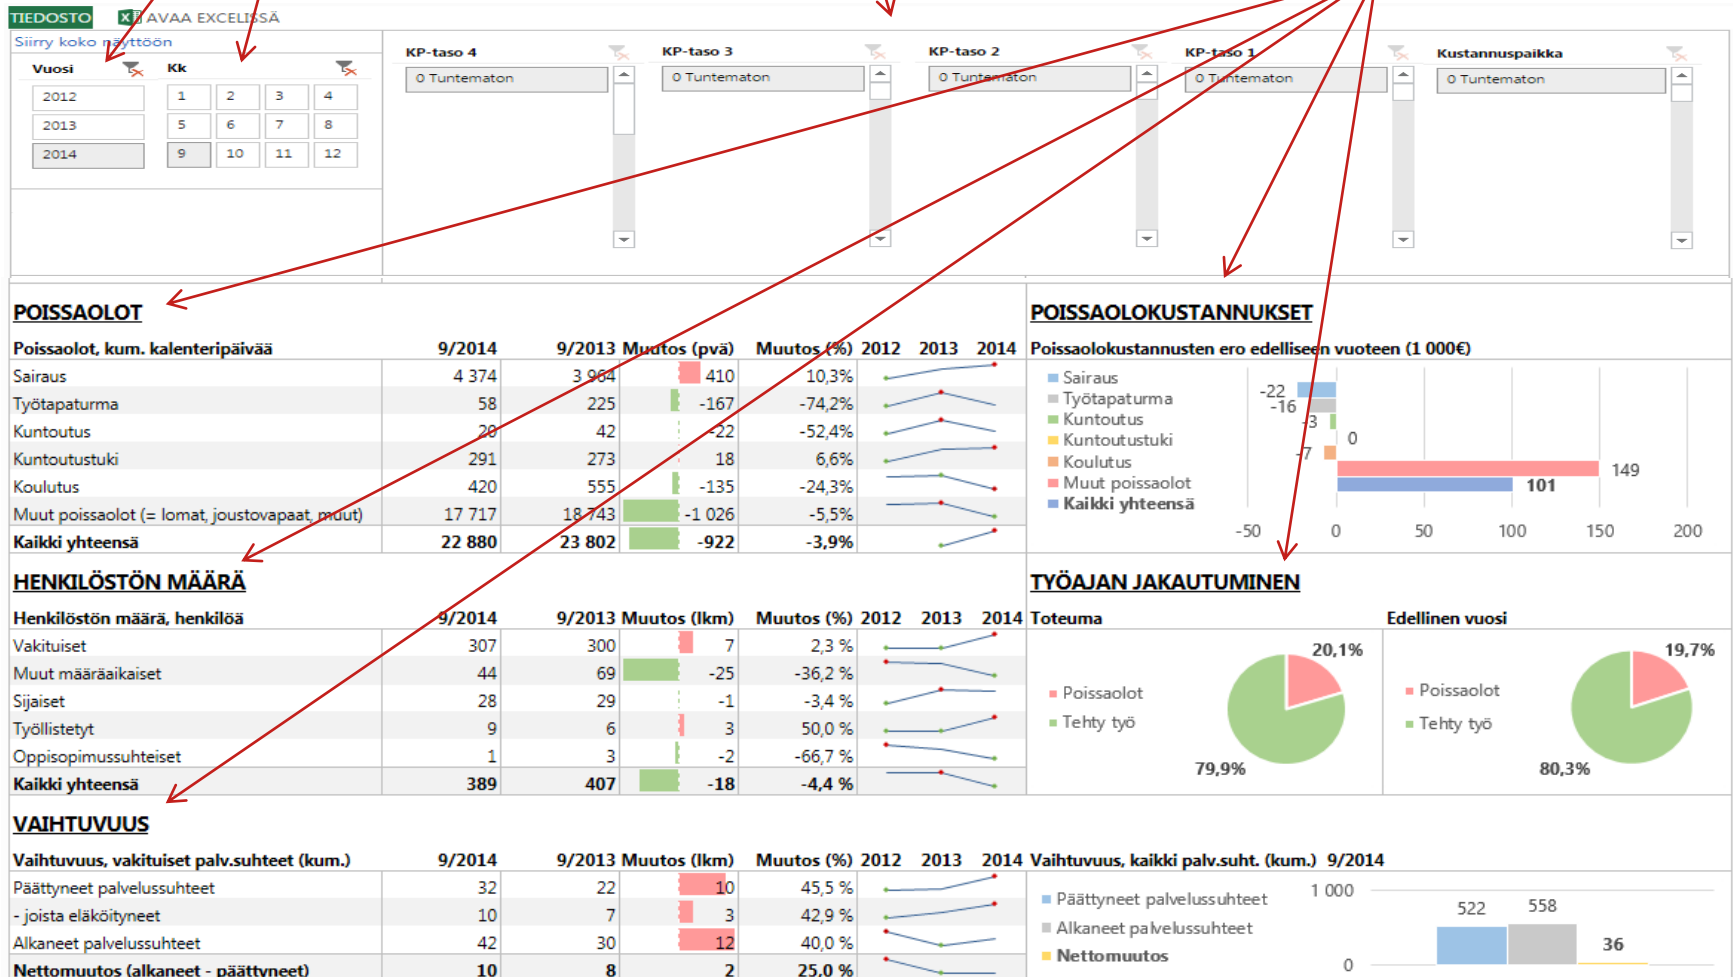 TIEDOSTO AVAA EXCELISSÄ
Siirry koko näyttöön
Vuosi Kk
2012 1 2 3 4
2013 5 6 7 8
2014 9 10 11 12
KP-taso 4 KP-taso 3 KP-taso 2 KP-taso 1 Kustannuspaikka
0 Tuntematon 0 Tuntematon 0 Tuntematon 0 Tuntematon 0 Tuntematon
POISSAOLOT
Poissaolot, kum. kalenteripäivää 9/2014 9/2013 Muutos (pvä) Muutos (%) 2012 2013 2014
Sairaus 4 374 3 964 410 10,3%
Työtapaturma 58 225 -167 -74,2%
Kuntoutus 20 42 -22 -52,4%
Kuntoutustuki 291 273 18 6,6%
Koulutus 420 555 -135 -24,3%
Muut poissaolot (= lomat, joustovapaat, muut) 17 717 18 743 -1 026 -5,5%
Kaikki yhteensä 22 880 23 802 -922 -3,9%
POISSAOLOKUSTANNUKSET
Poissaolokustannusten ero edelliseen vuoteen (1 000€)
Sairaus
Työtapaturma
Kuntoutus
Kuntoutustuki
Koulutus
Muut poissaolot
Kaikki yhteensä
-22
-16
-3
0
-7
149
101
-50 0 50 100 150 200
HENKILÖSTÖN MÄÄRÄ
Henkilöstön määrä, henkilöä 9/2014 9/2013 Muutos (lkm) Muutos (%) 2012 2013 2014
Vakituiset 307 300 7 2,3 %
Muut määräaikaiset 44 69 -25 -36,2 %
Sijaiset 28 29 -1 -3,4 %
Työllistetyt 9 6 3 50,0 %
Oppisopimussuhteiset 1 3 -2 -66,7 %
Kaikki yhteensä 389 407 -18 -4,4 %
TYÖAJAN JAKAUTUMINEN
Toteuma Edellinen vuosi
20,1%
Poissaolot
Tehty työ
79,9%
19,7%
Poissaolot
Tehty työ
80,3%
VAIHTUVUUS
Vaihtuvuus, vakituiset palv.suhteet (kum.) 9/2014 9/2013 Muutos (lkm) Muutos (%) 2012 2013 2014
Päättyneet palvelussuhteet 32 22 10 45,5 %
- joista eläköityneet 10 7 3 42,9 %
Alkaneet palvelussuhteet 42 30 12 40,0 %
Nettomuutos (alkaneet - päättyneet) 10 8 2 25,0 %
Vaihtuvuus, kaikki palv.suht. (kum.) 9/2014
Päättyneet palvelussuhteet
Alkaneet palvelussuhteet
Nettomuutos
1 000
522 558
36
0